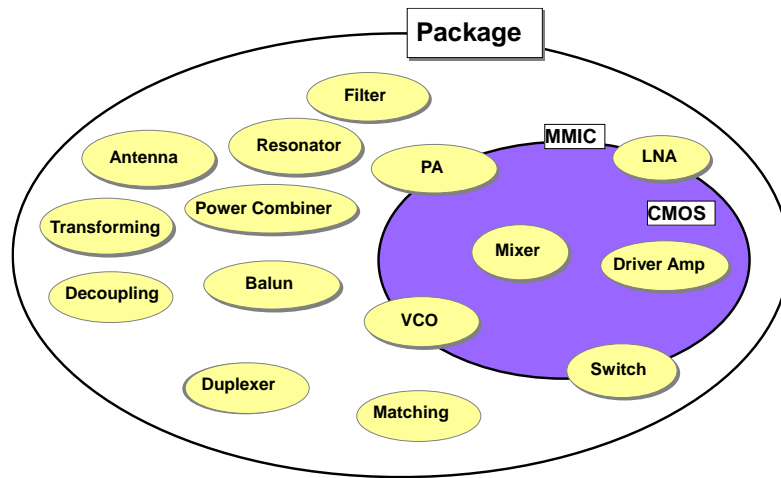 Package
Filter
MMIC
Resonator
LNA
Antenna
PA
Power Combiner
CMOS
Transforming
Mixer
Driver Amp
Balun
Decoupling
VCO
Switch
Duplexer
Matching